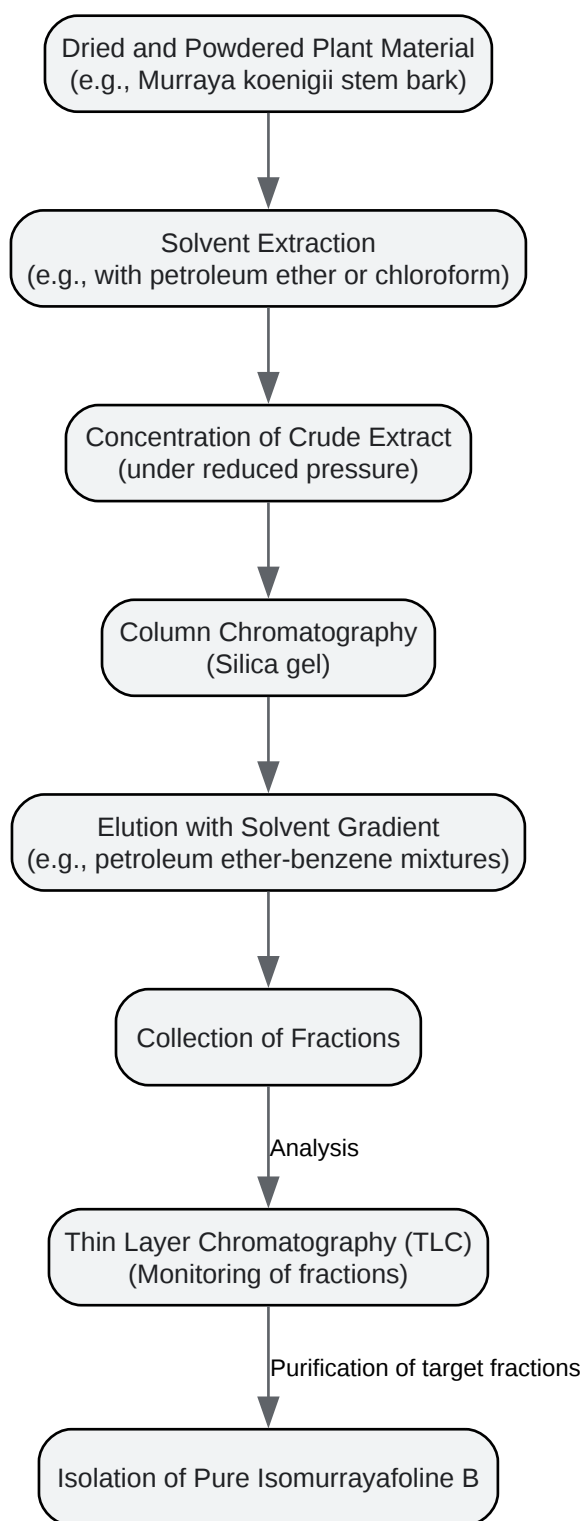 Dried and Powdered Plant Material
(e.g., Murraya koenigii stem bark)
Solvent Extraction
(e.g., with petroleum ether or chloroform)
Concentration of Crude Extract
(under reduced pressure)
Column Chromatography
(Silica gel)
Elution with Solvent Gradient
(e.g., petroleum ether-benzene mixtures)
Collection of Fractions
Analysis
Thin Layer Chromatography (TLC)
(Monitoring of fractions)
Purification of target fractions
Isolation of Pure Isomurrayafoline B